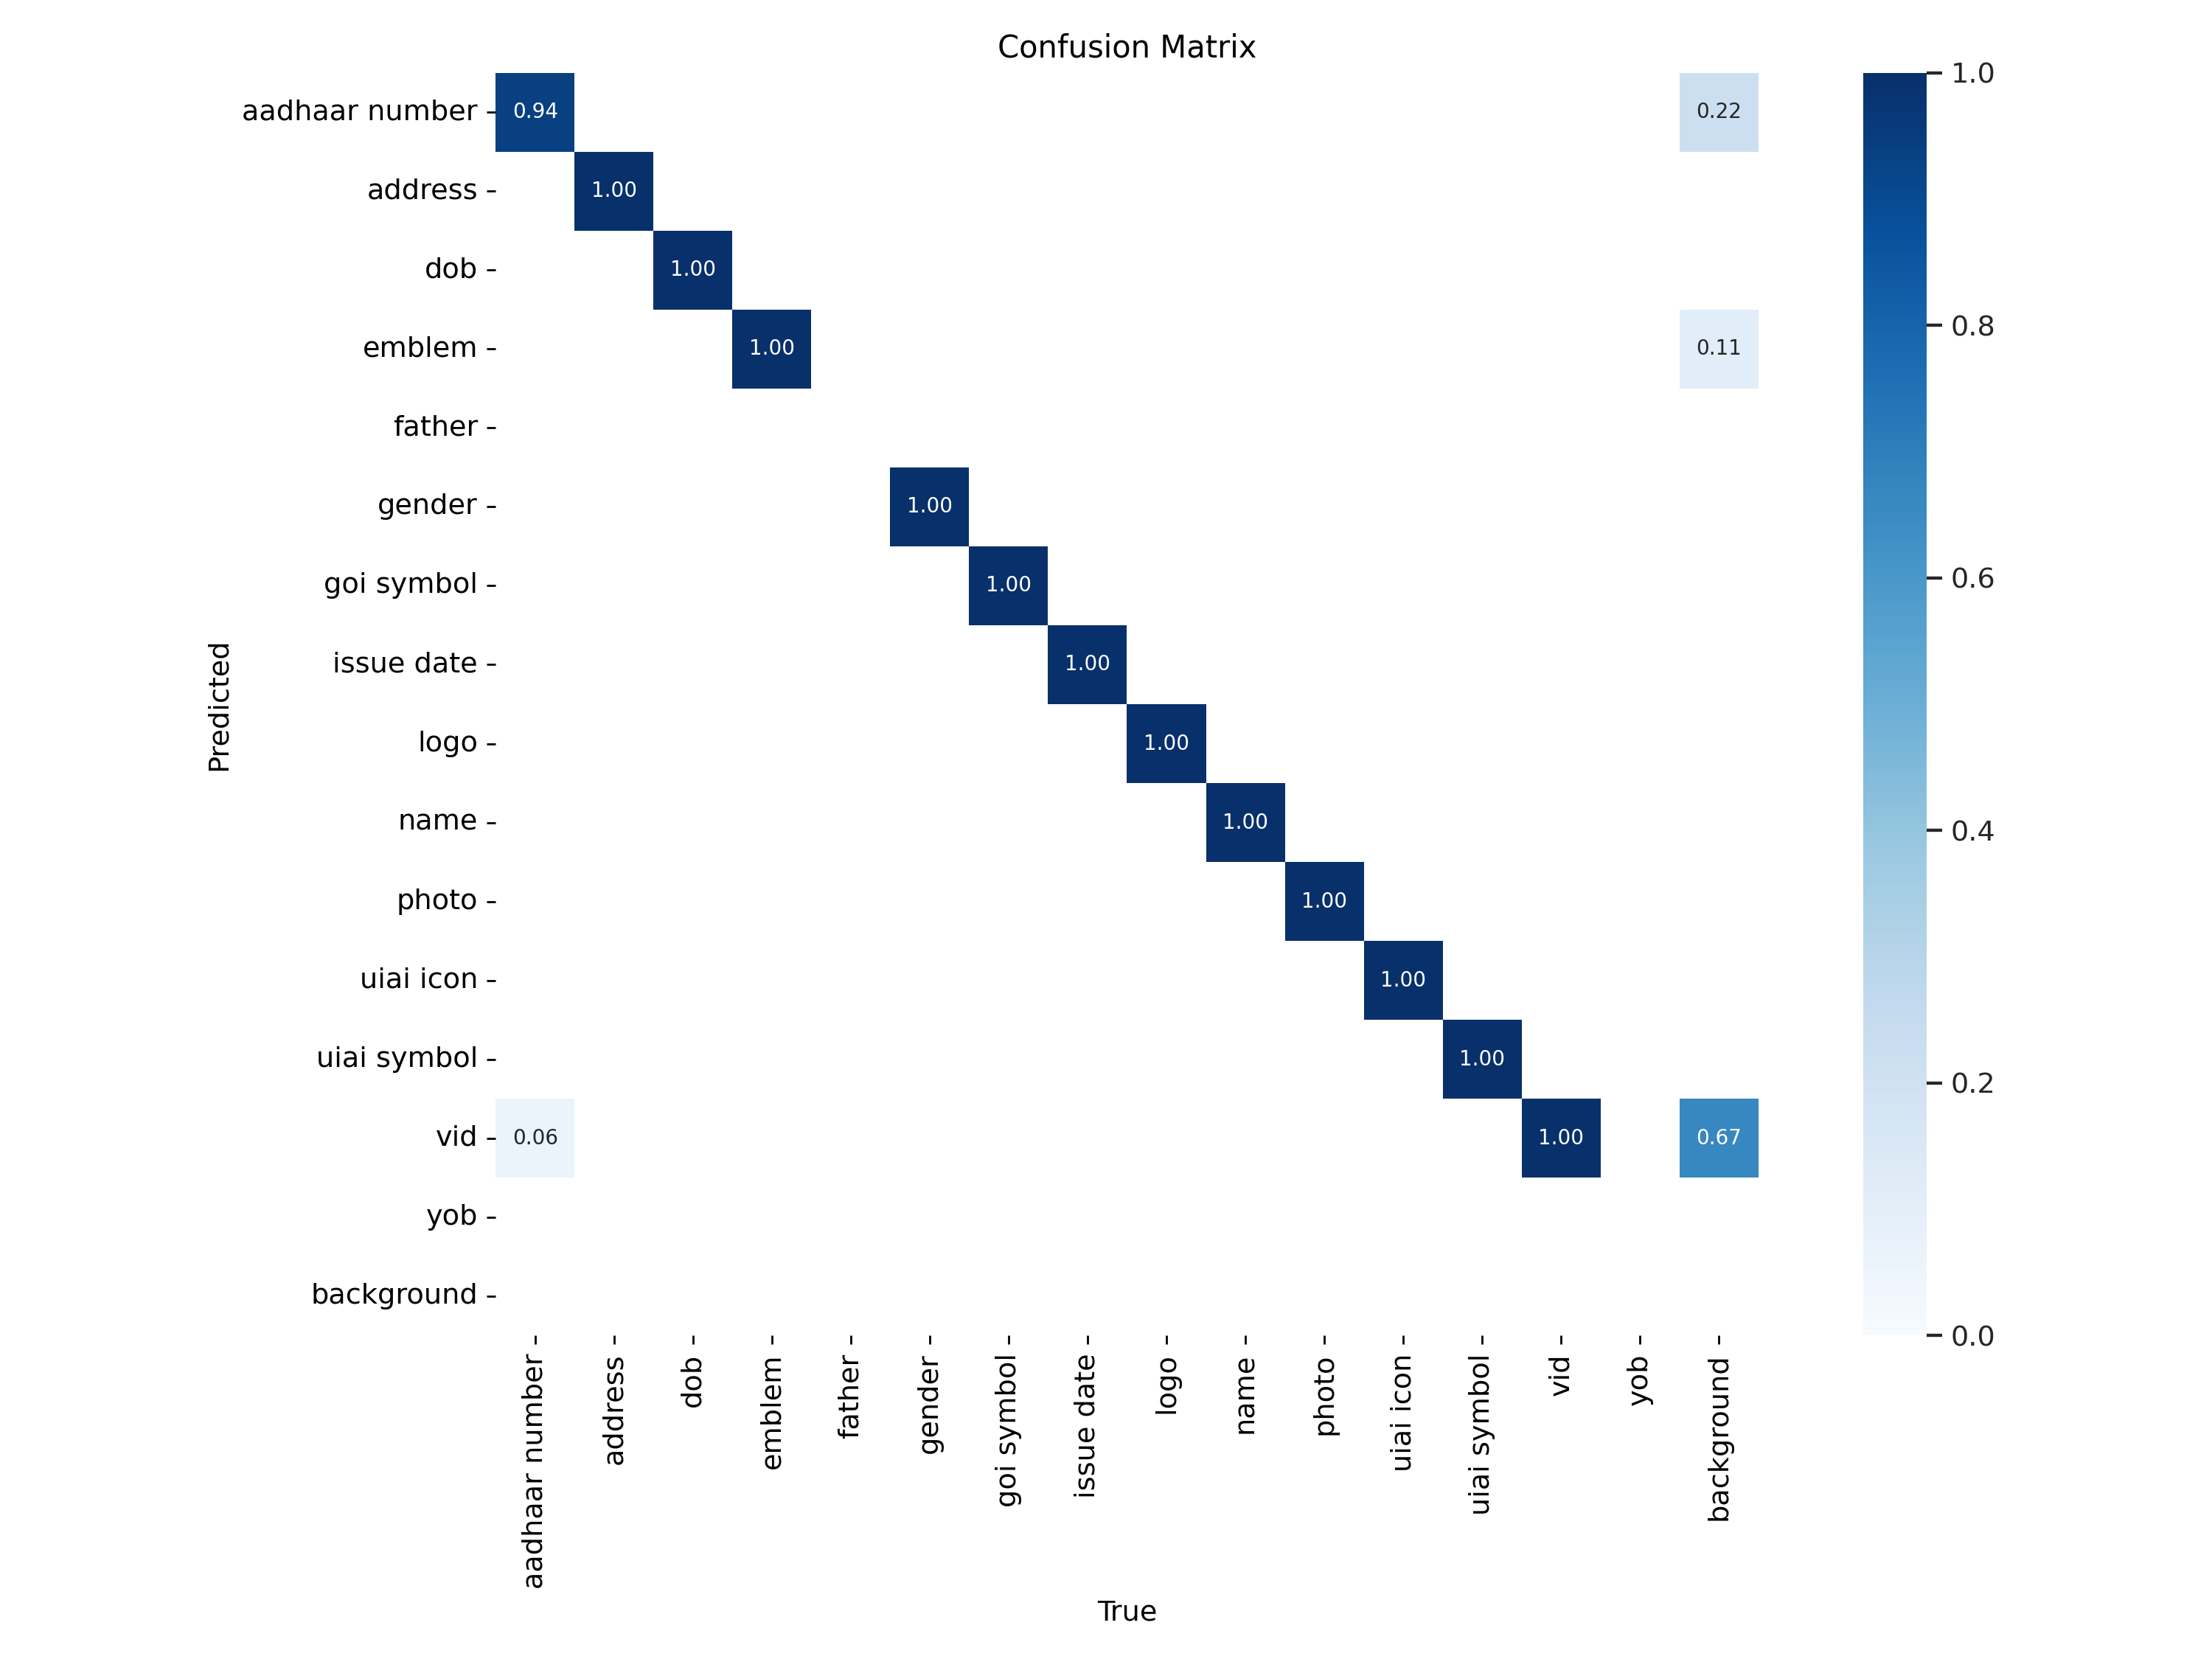 Confusion Matrix
aadhaar number 0.94 0.22
address 1.00
dob 1.00
emblem 1.00 0.11
father
gender 1.00
goi symbol 1.00
issue date 1.00
logo 1.00
name 1.00
photo 1.00
uiai icon 1.00
uiai symbol 1.00
vid 0.06 1.00 0.67
yob
background
Predicted
aadhaar number
address
dob
emblem
father
gender
goi symbol
issue date
logo
name
photo
uiai icon
uiai symbol
vid
yob
background
True
1.0
0.8
0.6
0.4
0.2
0.0